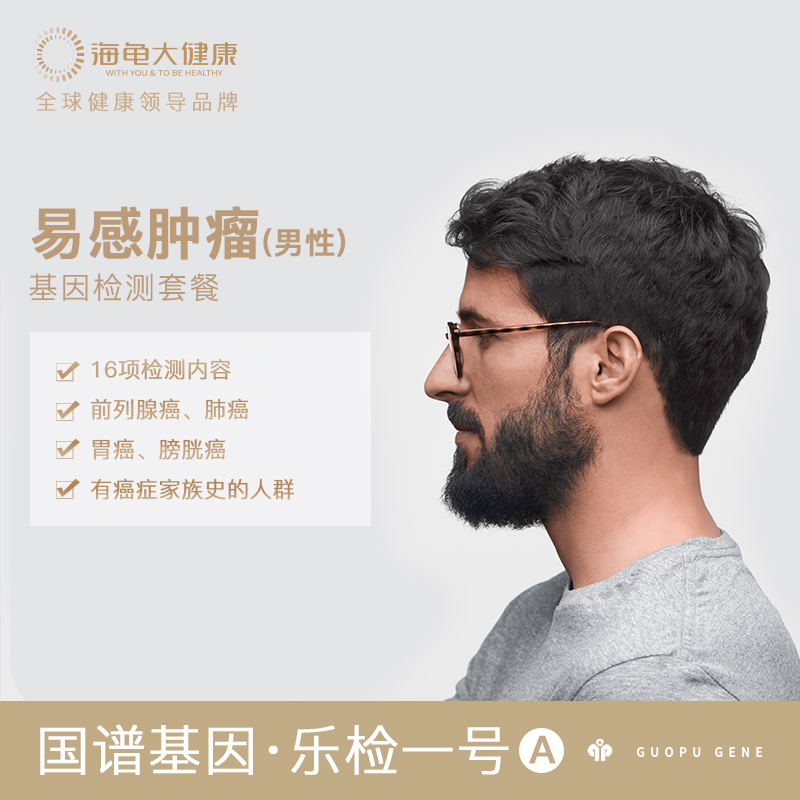 海龟大健康
WITH YOU & TO BE HEALTHY
全球健康领导品牌
易感肿瘤(男性)
基因检测套餐
16项检测内容
前列腺癌、肺癌
胃癌、膀胱癌
有癌症家族史的人群
国谱基因·乐检一号A GUOPU GENE